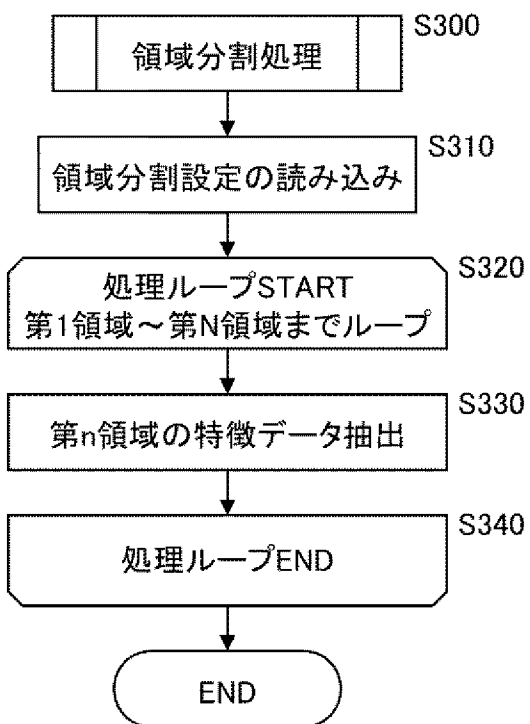 S300
領域分割処理
S310
領域分割設定の読み込み
S320
処理ループSTART
第1領域～第N領域までループ
S330
第n領域の特徴データ抽出
S340
処理ループEND
END